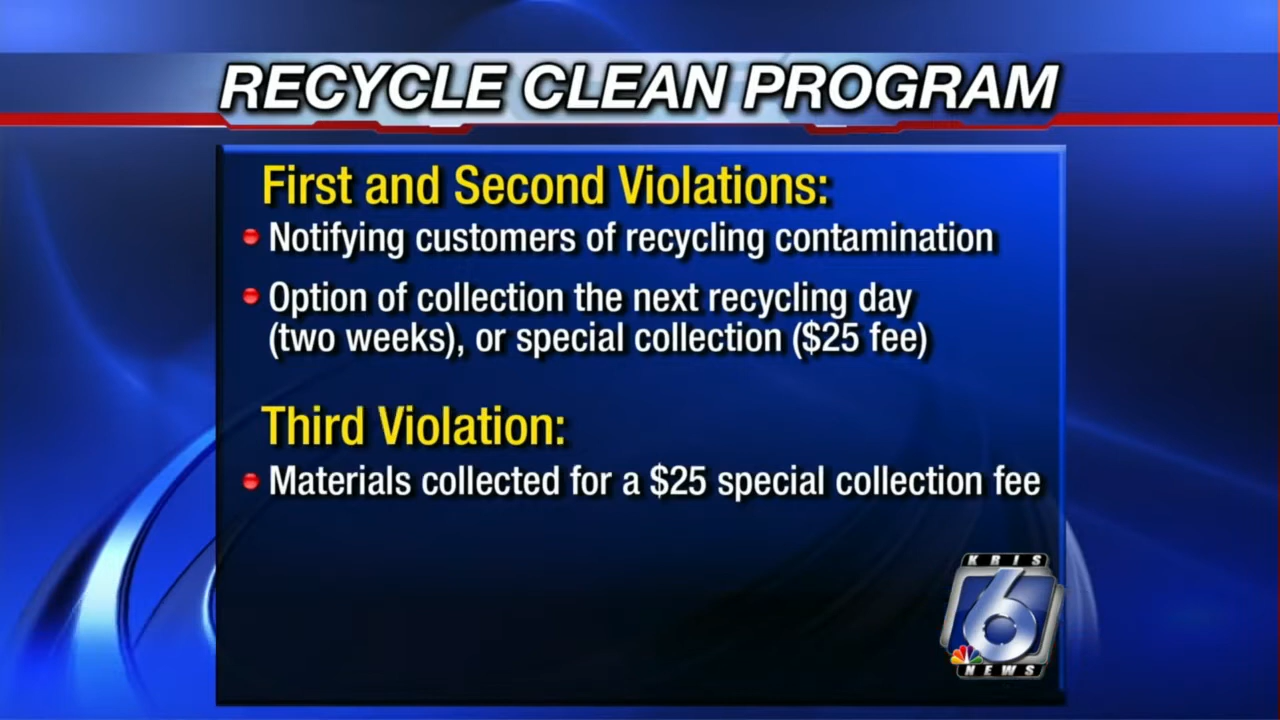 RECYCLE CLEAN PROGRAM
First and Second Violations:
Notifying customers of recycling contamination
Option of collection the next recycling day
(two weeks), or special collection ($25 fee)
Third Violation:
Materials collected for a $25 special collection fee
KRIS
6
NEWS